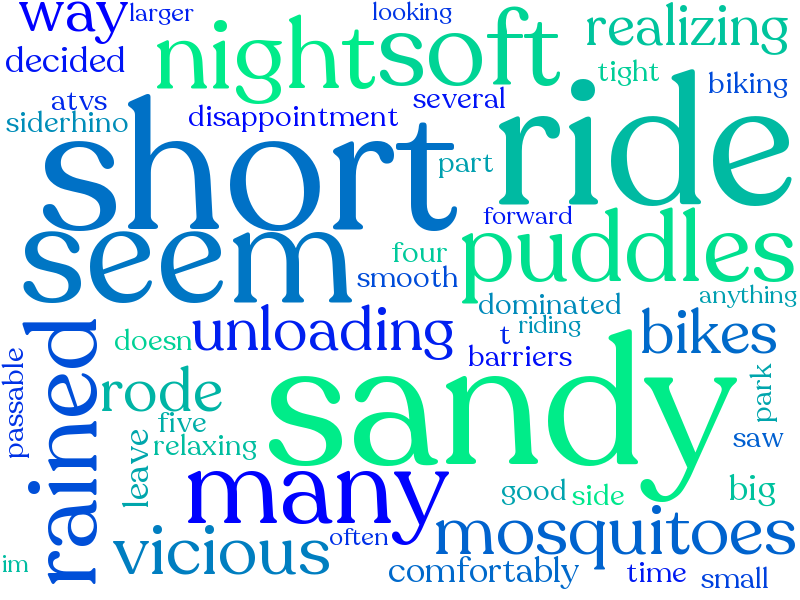 way
larger
looking
realizing
decided
night
soft
tight
biking
atvs
several
siderhino
disappointment
short
ride
part
forward
seem
puddles
four
smooth
anything
dominated
unloading
t
riding
bikes
doesn
barriers
rained
passable
rode
sandy
park
five
leave
relaxing
saw
many
good
side
big
vicious
often
mosquitoes
im
comfortably
time
small